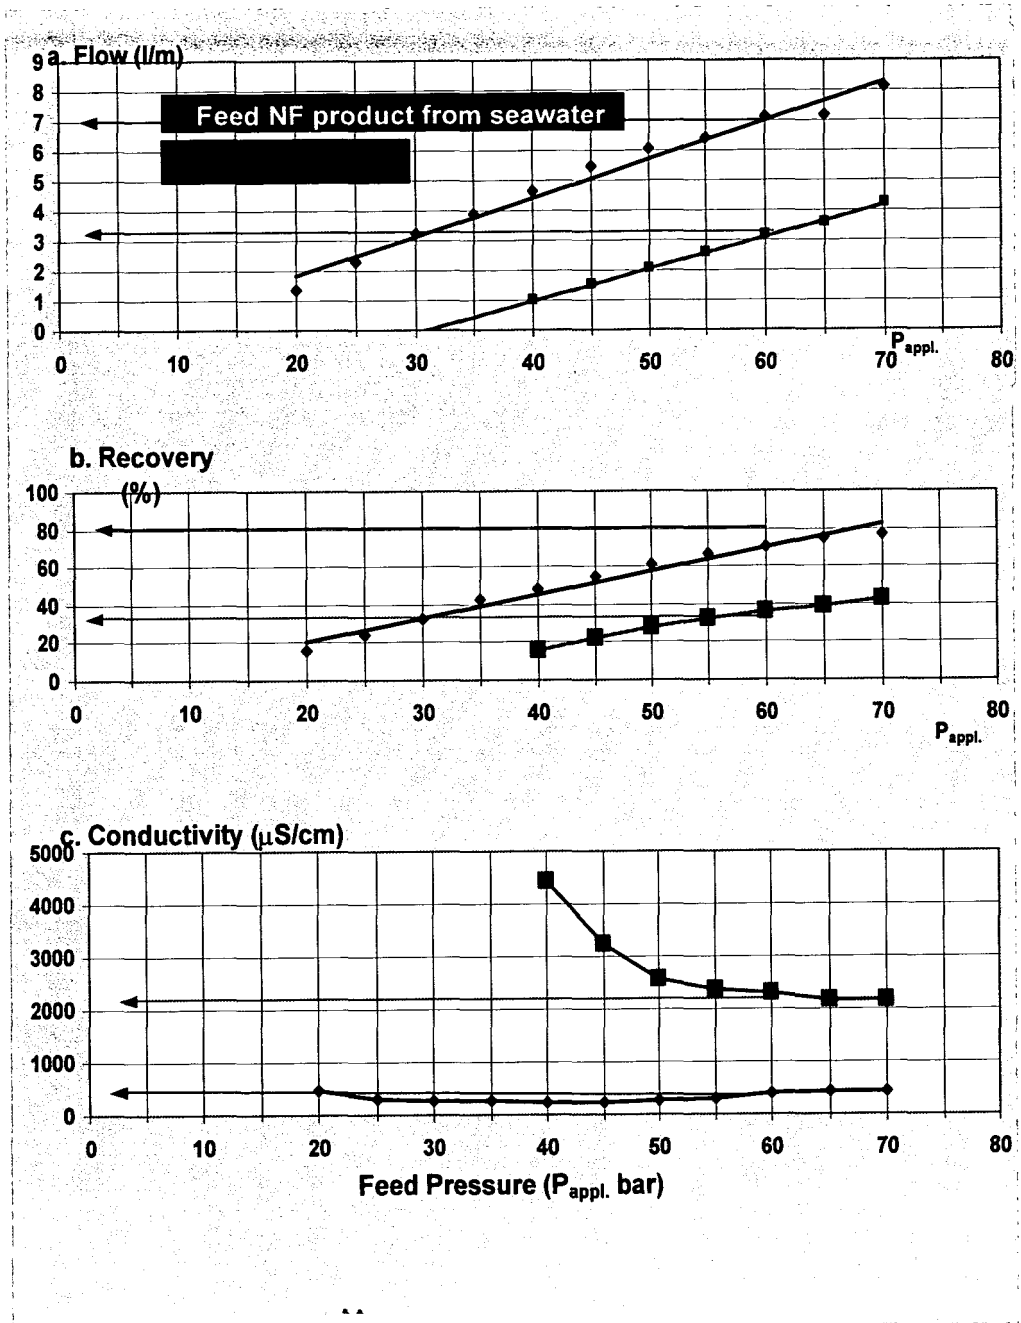 a. Flow (l/m)
9
8
Feed NF product from seawater
7
6
5
4
3
2
1
0
P appl.
0 10 20 30 40 50 60 70 80
b. Recovery
(%)
100
80
60
40
20
0
0 10 20 30 40 50 60 70 80
P appl.
c. Conductivity (µS/cm)
5000
4000
3000
2000
1000
0
0 10 20 30 40 50 60 70 80
Feed Pressure (P appl. bar)